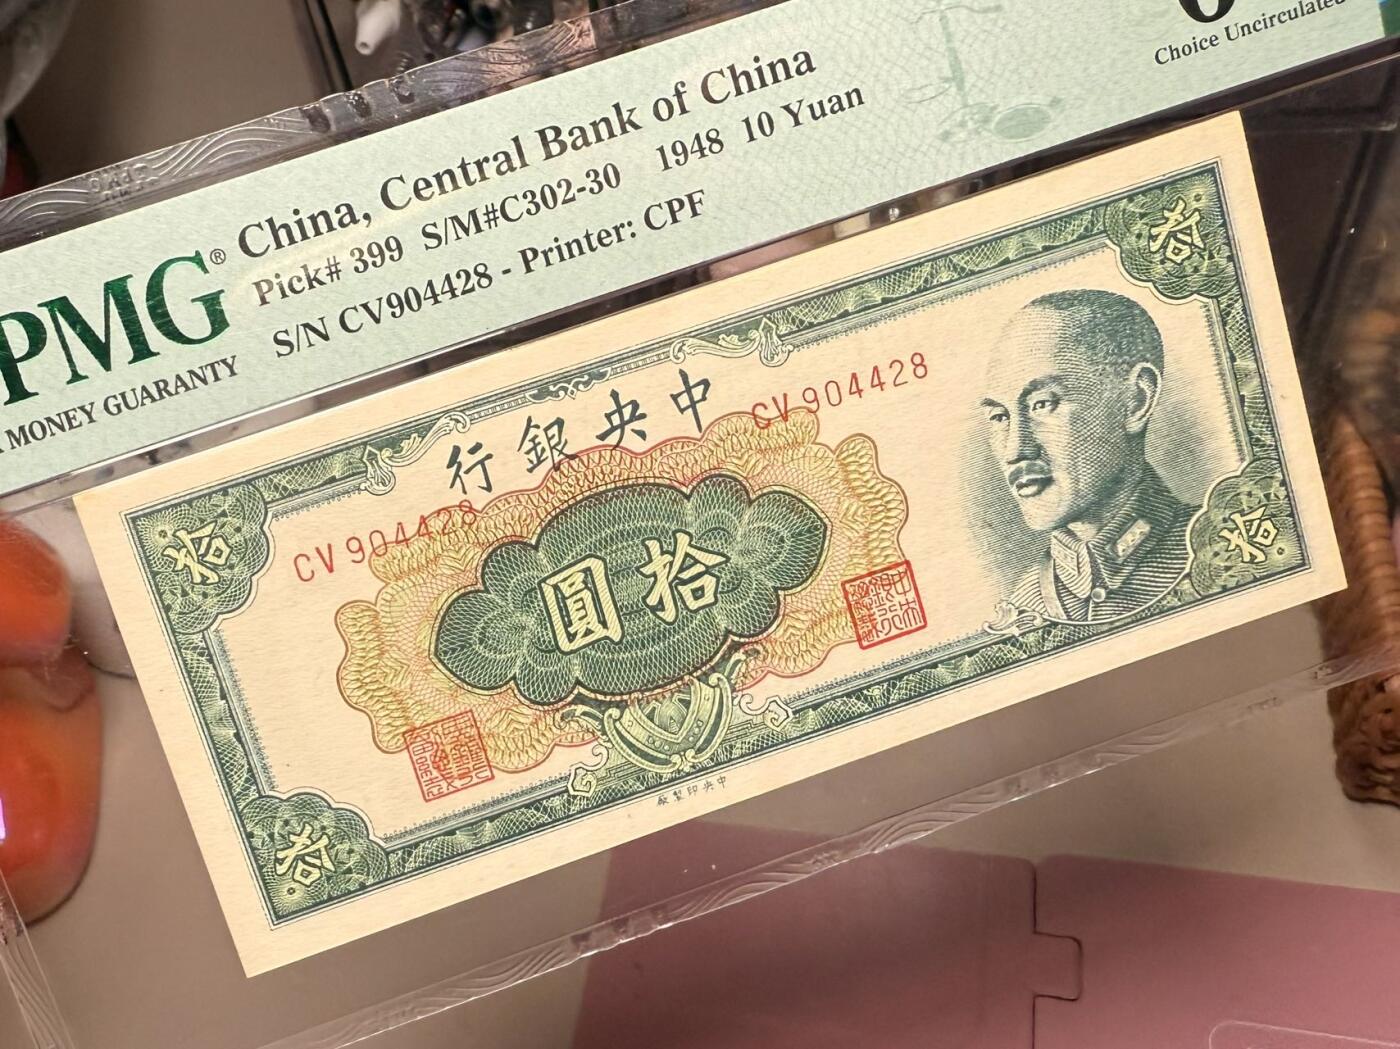 PMG®
MONEY GUARANTY
China, Central Bank of China
Pick# 399 S/M#C302-30 1948 10 Yuan
S/N CV904428 - Printer: CPF
Choice Uncirculated
拾
拾
行銀央中
CV904428
CV904428
圓拾
拾
拾
廠製印央中